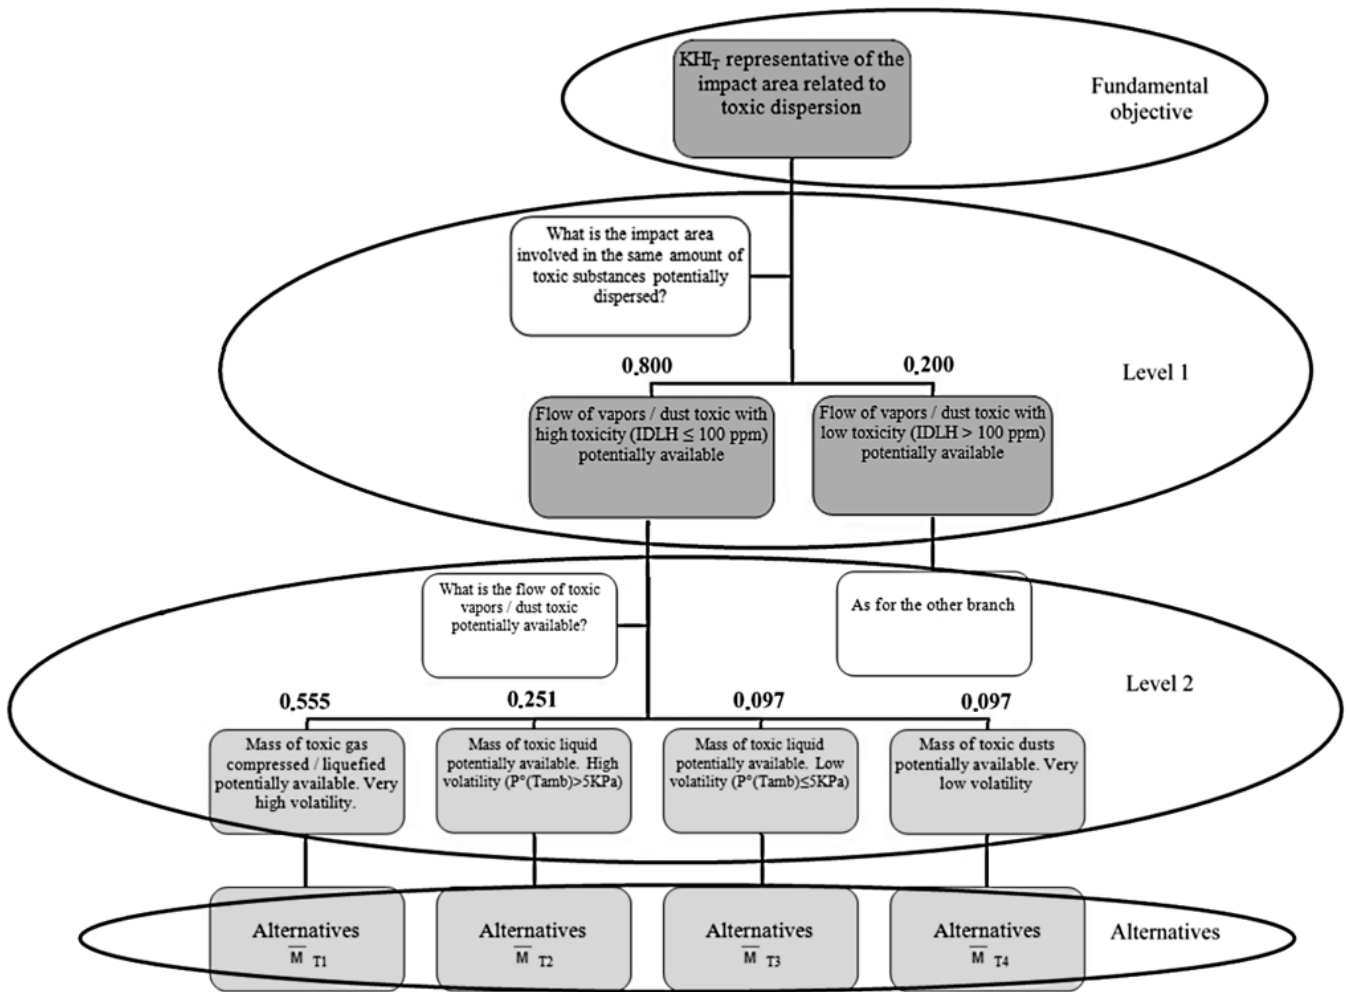 KHIT representative of the
impact area related to
toxic dispersion
Fundamental
objective
What is the impact area
involved in the same amount of
toxic substances potentially
dispersed?
0.800
0.200
Level 1
Flow of vapors / dust toxic with
high toxicity (IDLH ≤ 100 ppm)
potentially available
Flow of vapors / dust toxic with
low toxicity (IDLH > 100 ppm)
potentially available
What is the flow of toxic
vapors / dust toxic
potentially available?
As for the other branch
Level 2
0.555
0.251
0.097
0.097
Mass of toxic gas
compressed / liquefied
potentially available. Very
high volatility.
Mass of toxic liquid
potentially available. High
volatility (P°(Tamb)>5KPa)
Mass of toxic liquid
potentially available. Low
volatility (P°(Tamb)≤5KPa)
Mass of toxic dusts
potentially available. Very
low volatility
Alternatives
M̅ T1
Alternatives
M̅ T2
Alternatives
M̅ T3
Alternatives
M̅ T4
Alternatives